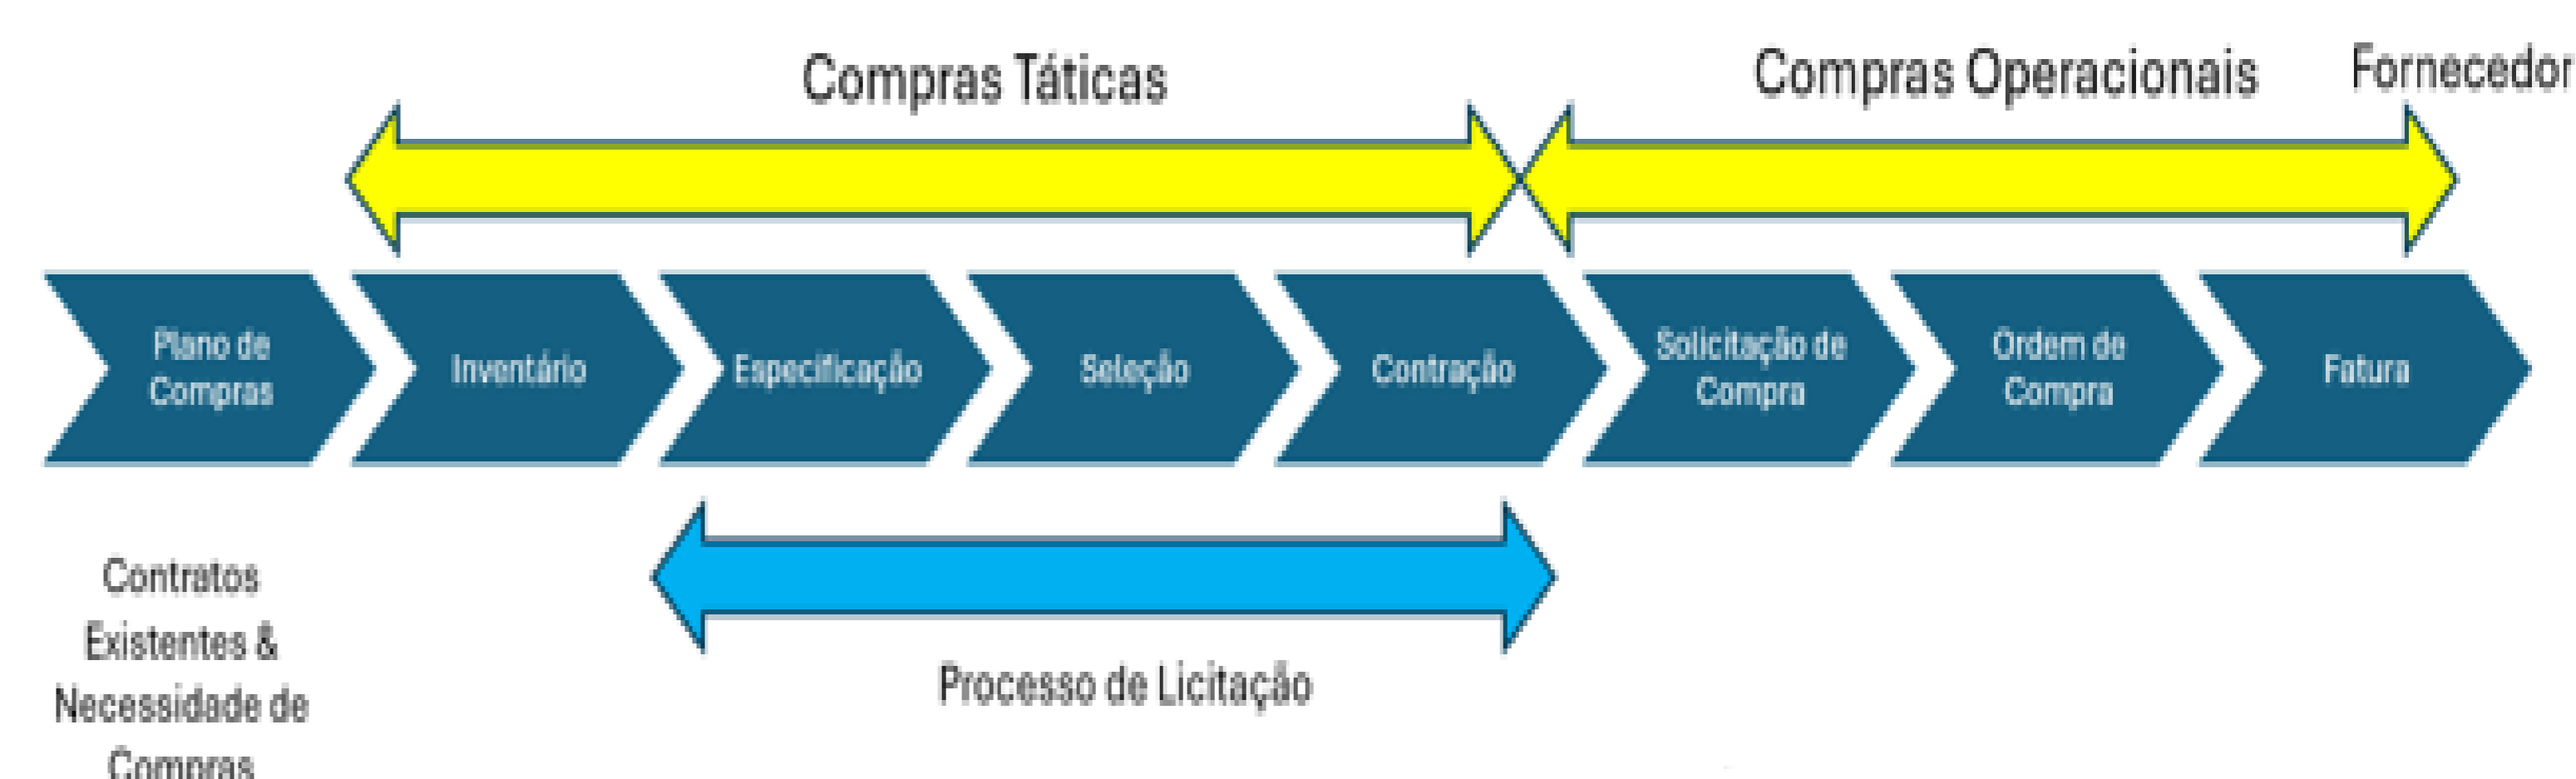 Compras Táticas
Compras Operacionais
Fornecedor
Plano de
Compras
Inventário
Especificação
Seleção
Contração
Solicitação de
Compra
Ordem de
Compra
Fatura
Contratos
Existentes &
Necessidade de
Compras
Processo de Licitação